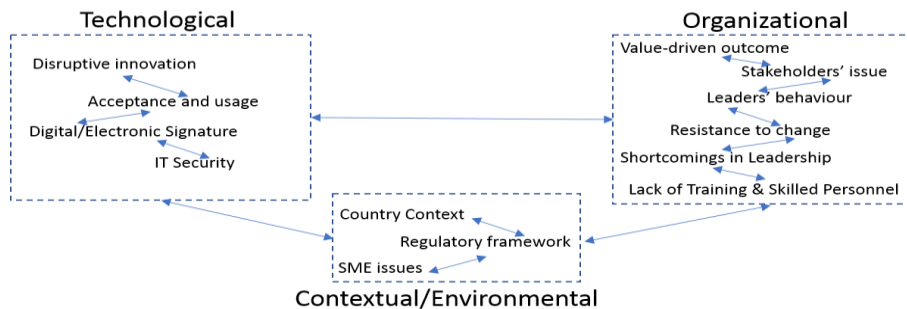 Technological
Disruptive innovation
Acceptance and usage
Digital/Electronic Signature
IT Security
Organizational
Value-driven outcome
Stakeholders' issue
Leaders' behaviour
Resistance to change
Shortcomings in Leadership
Lack of Training & Skilled Personnel
Country Context
Regulatory framework
SME issues
Contextual/Environmental